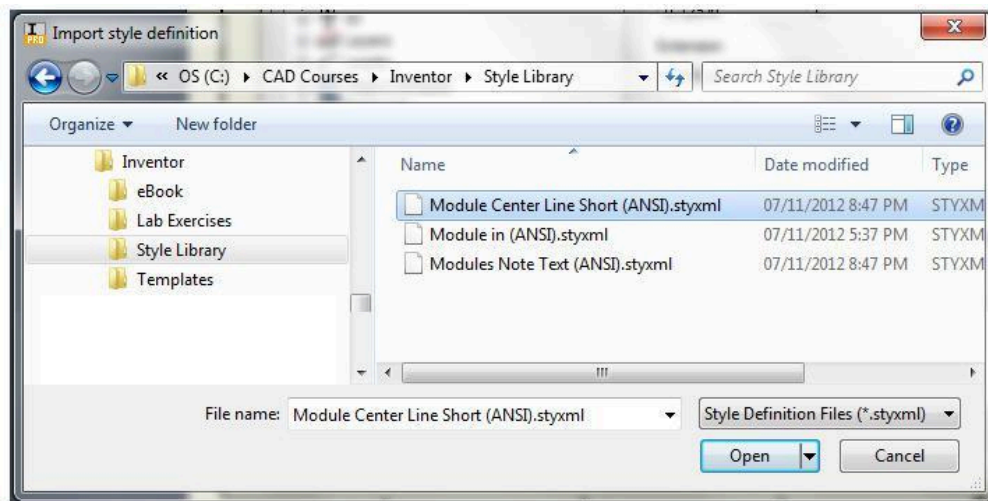 I PRO Import style definition
« OS (C:) CAD Courses Inventor Style Library Search Style Library
Organize New folder
Inventor
eBook
Lab Exercises
Style Library
Templates
Name Date modified Type
Module Center Line Short (ANSI).styxml 07/11/2012 8:47 PM STYXM
Module in (ANSI).styxml 07/11/2012 5:37 PM STYXM
Modules Note Text (ANSI).styxml 07/11/2012 8:47 PM STYXM
File name: Module Center Line Short (ANSI).styxml Style Definition Files (*.styxml)
Open Cancel